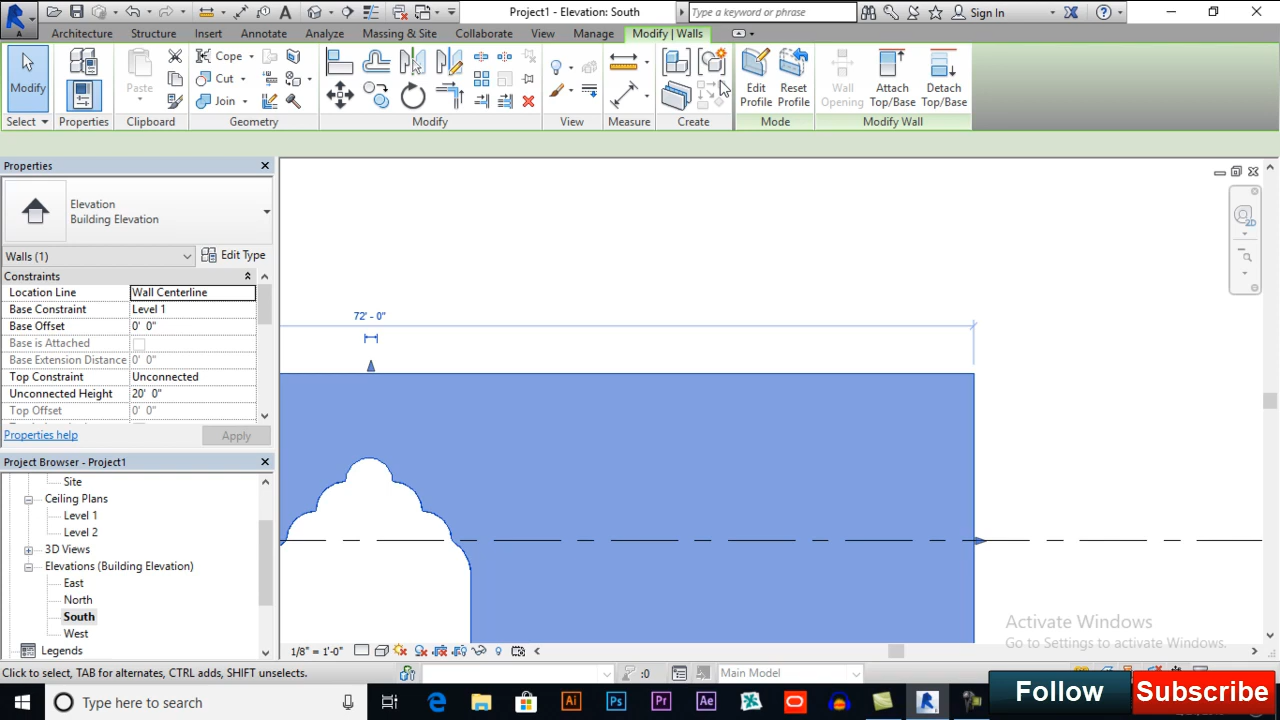 Project1 - Elevation: South
Type a keyword or phrase
Sign In
Architecture Structure Insert Annotate Analyze Massing & Site Collaborate View Manage Modify | Walls
Modify
Paste
Cope
Cut
Join
Edit Profile
Reset Profile
Wall Opening
Attach Top/Base
Detach Top/Base
Select Properties Clipboard Geometry Modify View Measure Create Mode Modify Wall
Properties
Elevation
Building Elevation
Walls (1) Edit Type
Constraints
Location Line Wall Centerline
Base Constraint Level 1
Base Offset 0' 0"
Base is Attached
Base Extension Distance 0' 0"
Top Constraint Unconnected
Unconnected Height 20' 0"
Top Offset 0' 0"
Properties help Apply
Project Browser - Project1
Site
Ceiling Plans
Level 1
Level 2
3D Views
Elevations (Building Elevation)
East
North
South
West
Legends
72' - 0"
Activate Windows
Go to Settings to activate Windows.
1/8" = 1'-0"
Click to select, TAB for alternates, CTRL adds, SHIFT unselects.
:0
Main Model
Type here to search
Follow
Subscribe